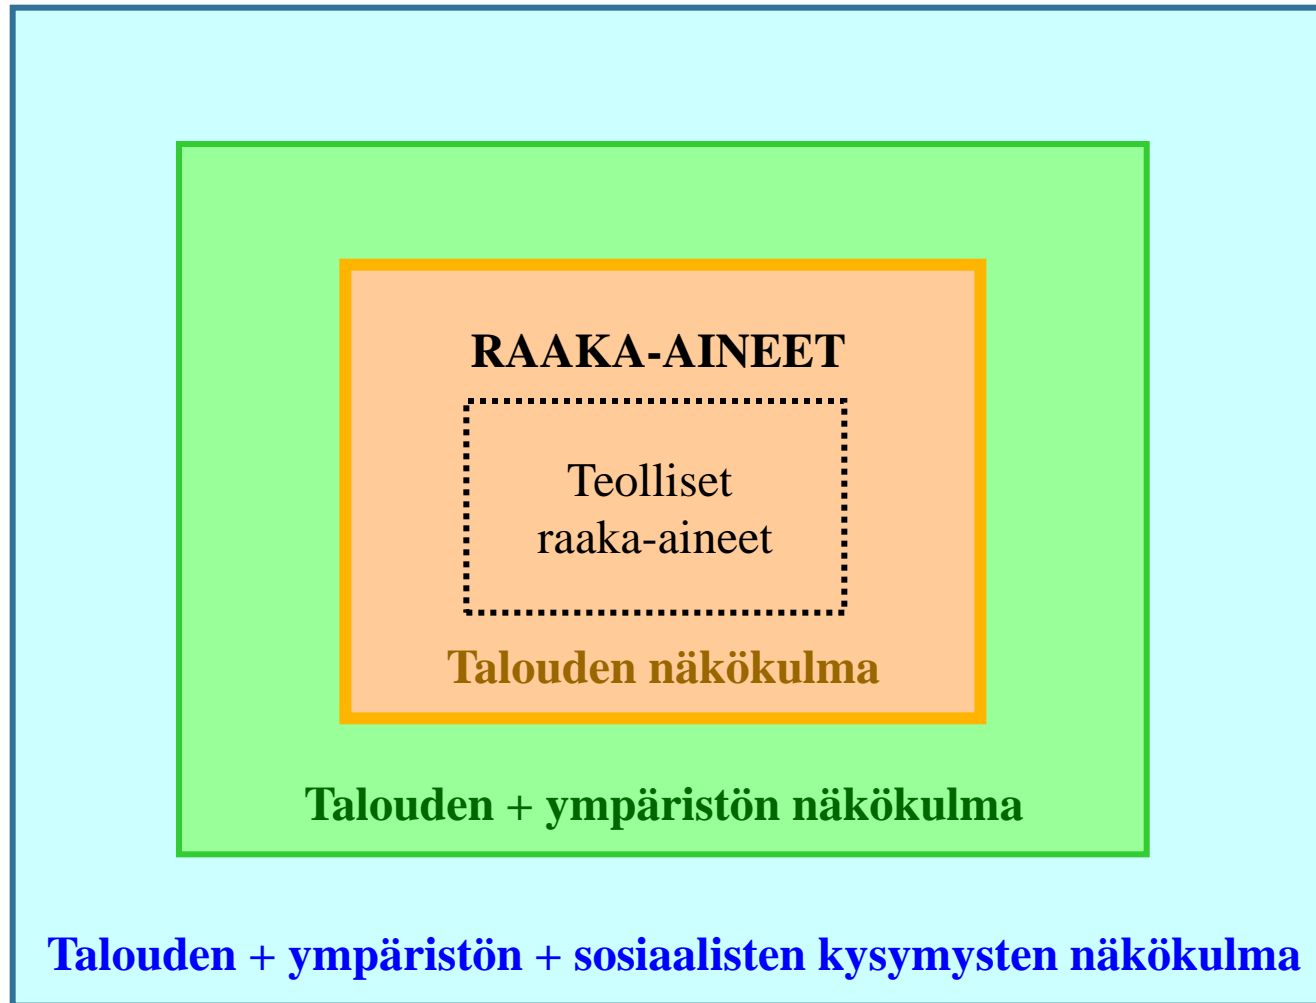 RAAKA-AINEET
Teolliset
raaka-aineet
Talouden näkökulma
Talouden + ympäristön näkökulma
Talouden + ympäristön + sosiaalisten kysymysten näkökulma